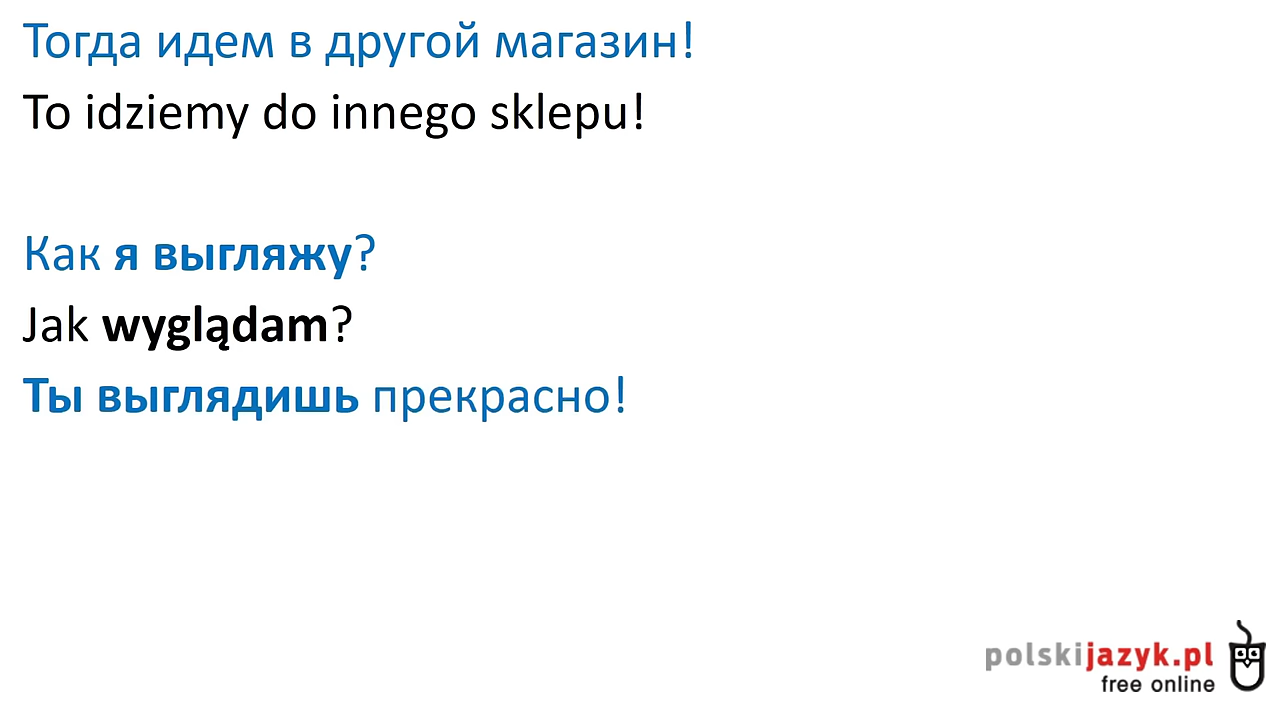 Тогда идем в другой магазин!
To idziemy do innego sklepu!
Как я выгляжу?
Jak wyglądam?
Ты выглядишь прекрасно!
polskijazyk.pl
free online